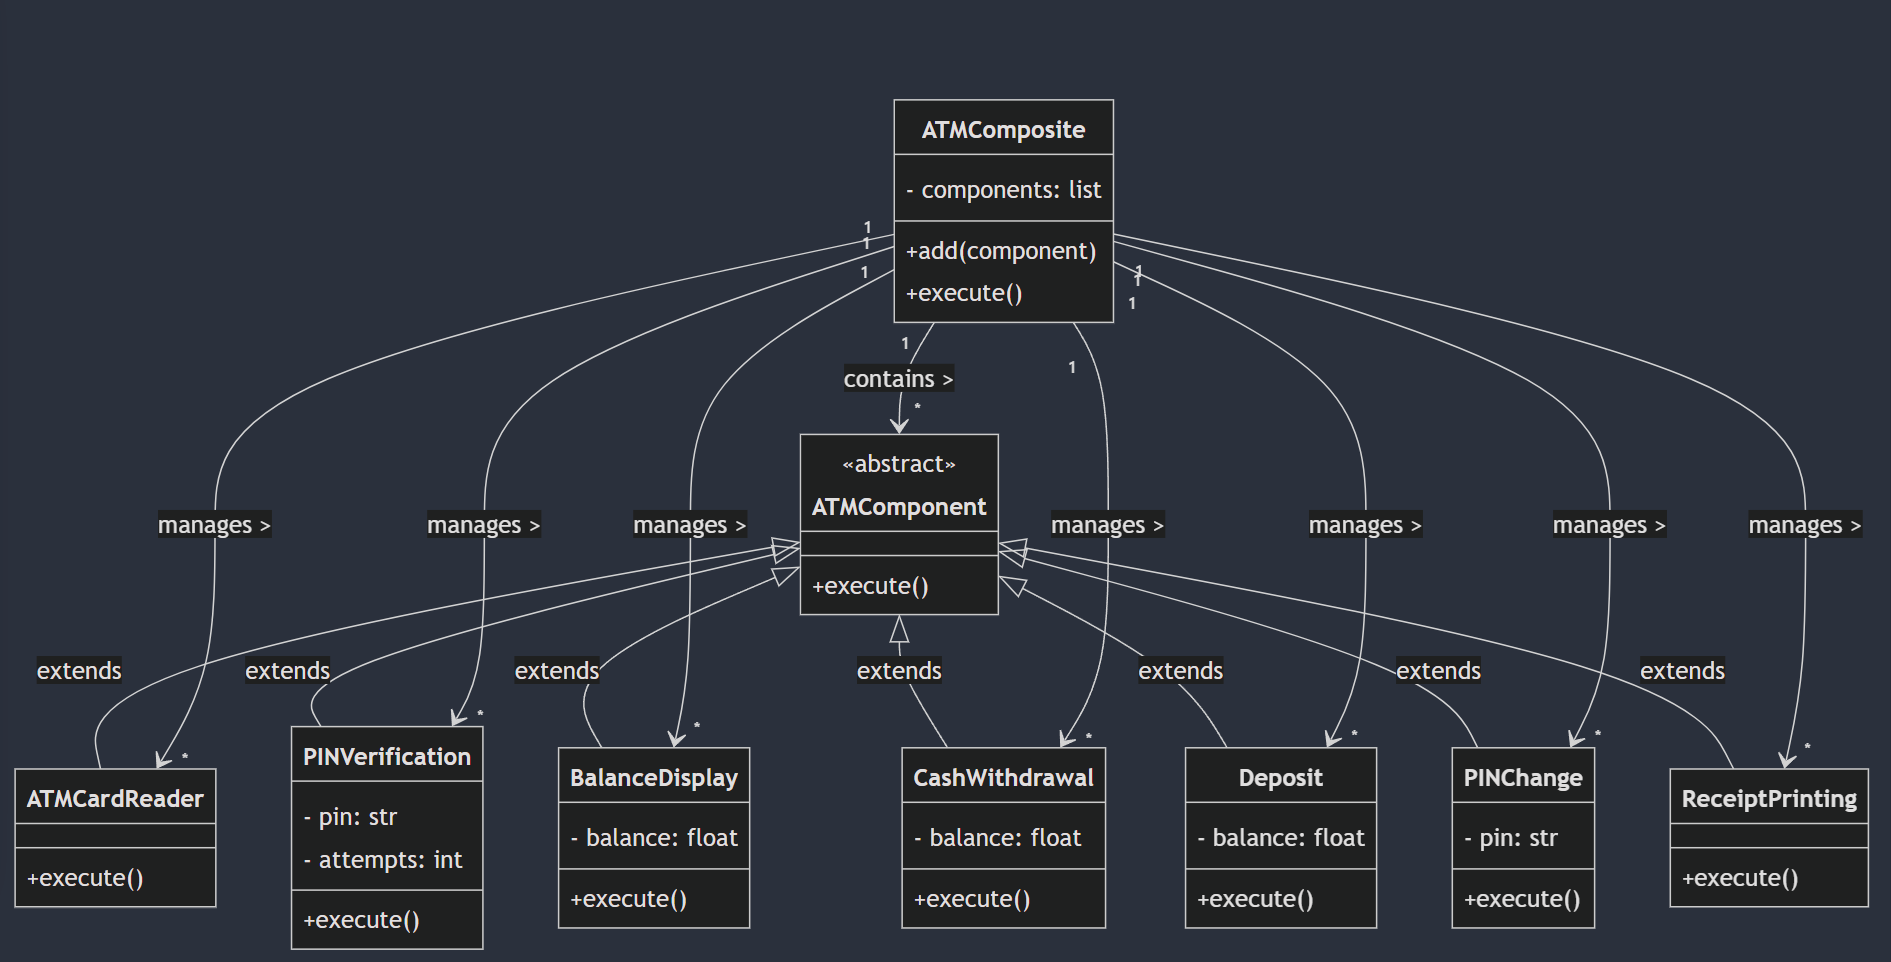 ATMComposite
- components: list
+add(component)
+execute()
1
1
1
1
1
1
1
1
contains >
*
«abstract»
ATMComponent
+execute()
manages >
manages >
manages >
manages >
manages >
manages >
manages >
extends
extends
extends
extends
extends
extends
extends
*
*
*
*
*
*
*
ATMCardReader
+execute()
PINVerification
- pin: str
- attempts: int
+execute()
BalanceDisplay
- balance: float
+execute()
CashWithdrawal
- balance: float
+execute()
Deposit
- balance: float
+execute()
PINChange
- pin: str
+execute()
ReceiptPrinting
+execute()